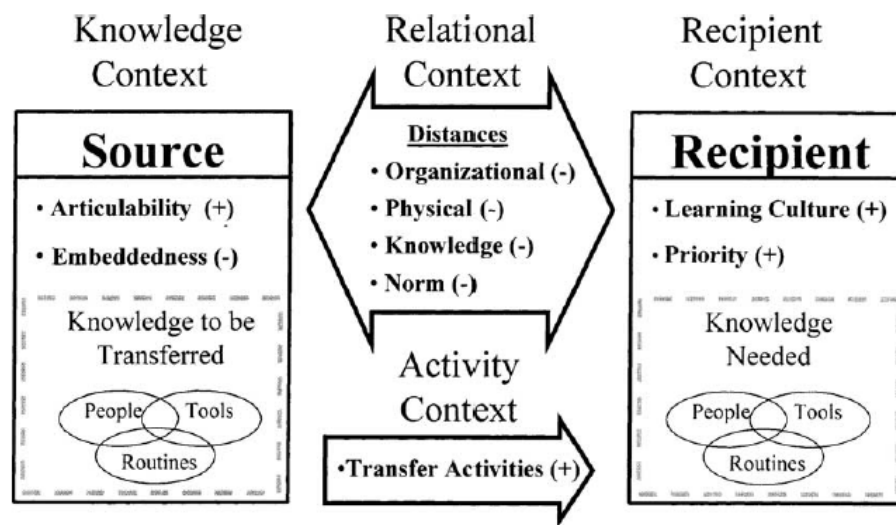 Knowledge
Context
Source
• Articulability (+)
• Embeddedness (-)
Knowledge to be
Transferred
People
Tools
Routines
Relational
Context
Distances
• Organizational (-)
• Physical (-)
• Knowledge (-)
• Norm (-)
Activity
Context
•Transfer Activities (+)
Recipient
Context
Recipient
• Learning Culture (+)
• Priority (+)
Knowledge
Needed
People
Tools
Routines